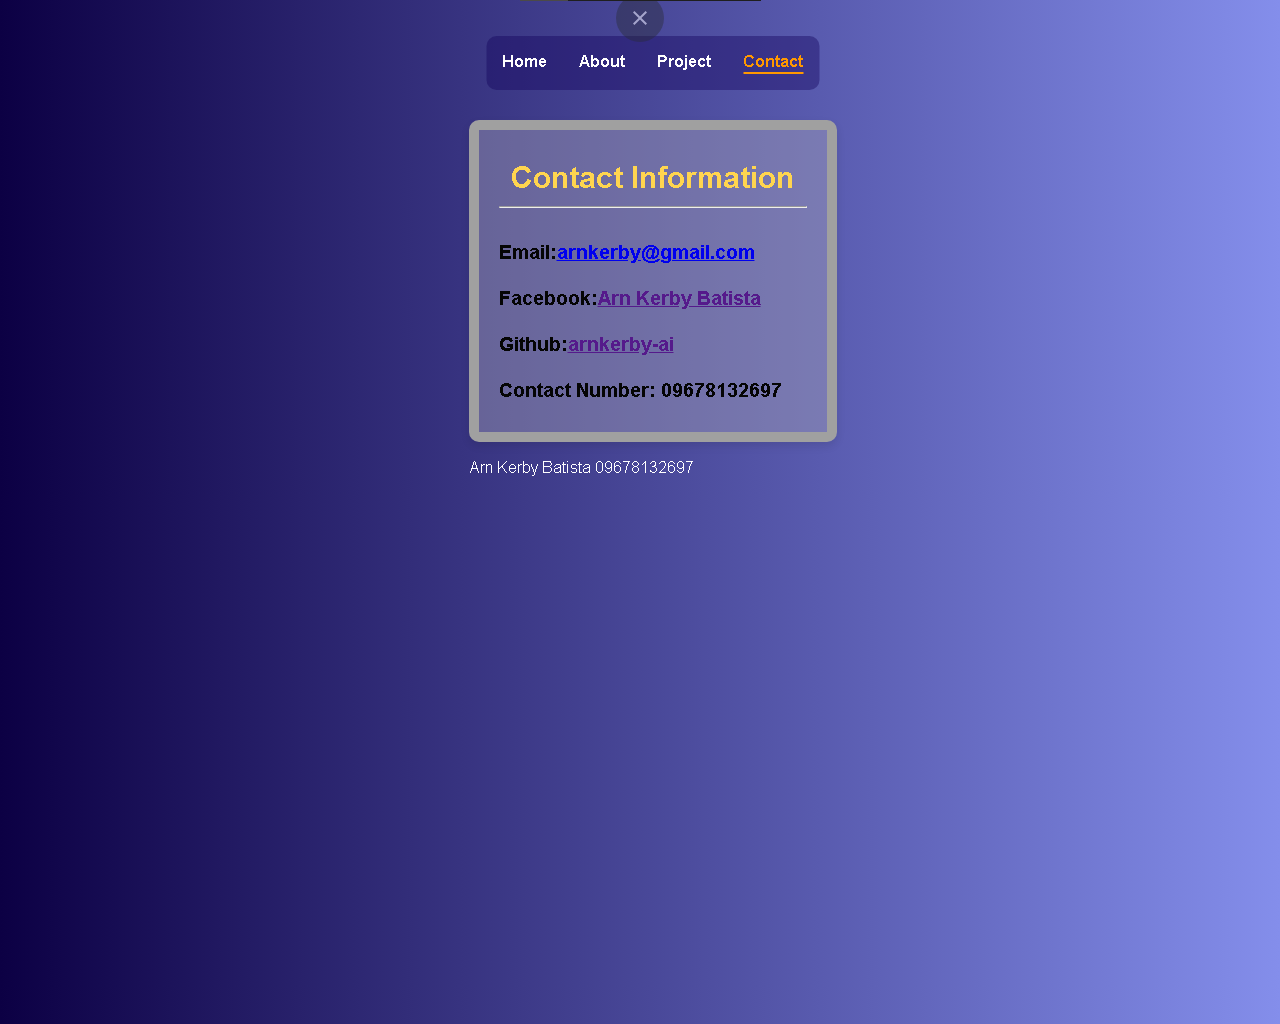 Home About Project Contact
Contact Information
Email:arnkerby@gmail.com
Facebook:Arn Kerby Batista
Github:arnkerby-ai
Contact Number: 09678132697
Arn Kerby Batista 09678132697